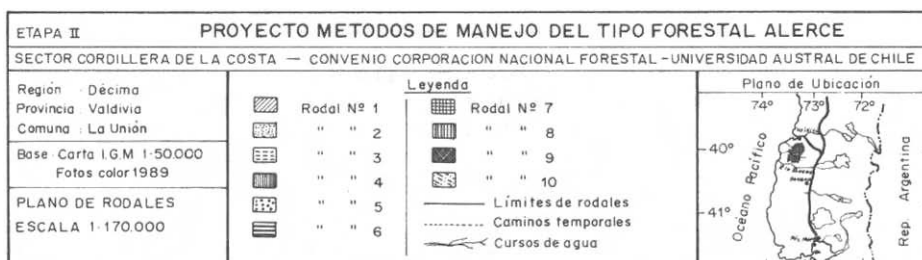 ETAPA II PROYECTO METODOS DE MANEJO DEL TIPO FORESTAL ALERCE
SECTOR CORDILLERA DE LA COSTA — CONVENIO CORPORACION NACIONAL FORESTAL - UNIVERSIDAD AUSTRAL DE CHILE
Región : Décima
Provincia : Valdivia
Comuna : La Unión
Base : Carta I.G.M 1:50.000
Fotos color 1989
PLANO DE RODALES
ESCALA 1:170.000
Leyenda
Rodal Nº 1
" " 2
" " 3
" " 4
" " 5
" " 6
Rodal Nº 7
" " 8
" " 9
" " 10
Límites de rodales
Caminos temporales
Cursos de agua
Plano de Ubicación
74° 73° 72°
40°
41°
Océano Pacífico
Rep. Argentina